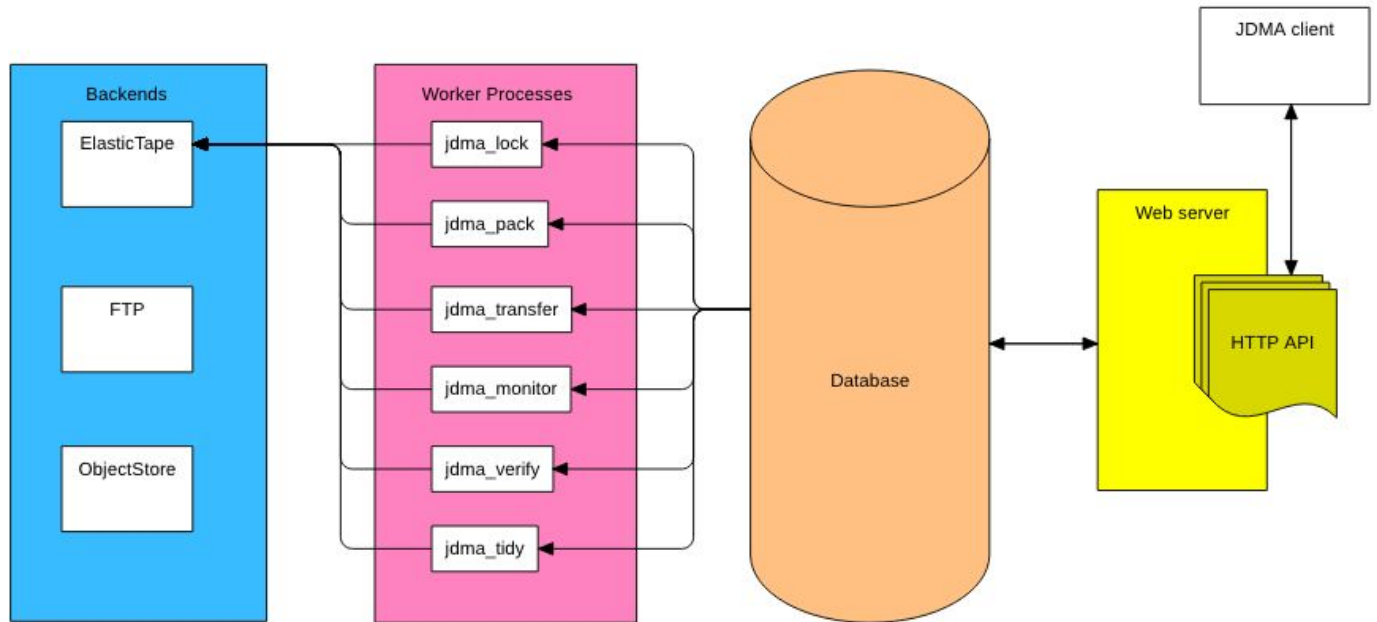 JDMA client
Backends
Worker Processes
ElasticTape
jdma_lock
jdma_pack
Web server
FTP
jdma_transfer
HTTP API
jdma_monitor
Database
ObjectStore
jdma_verify
jdma_tidy